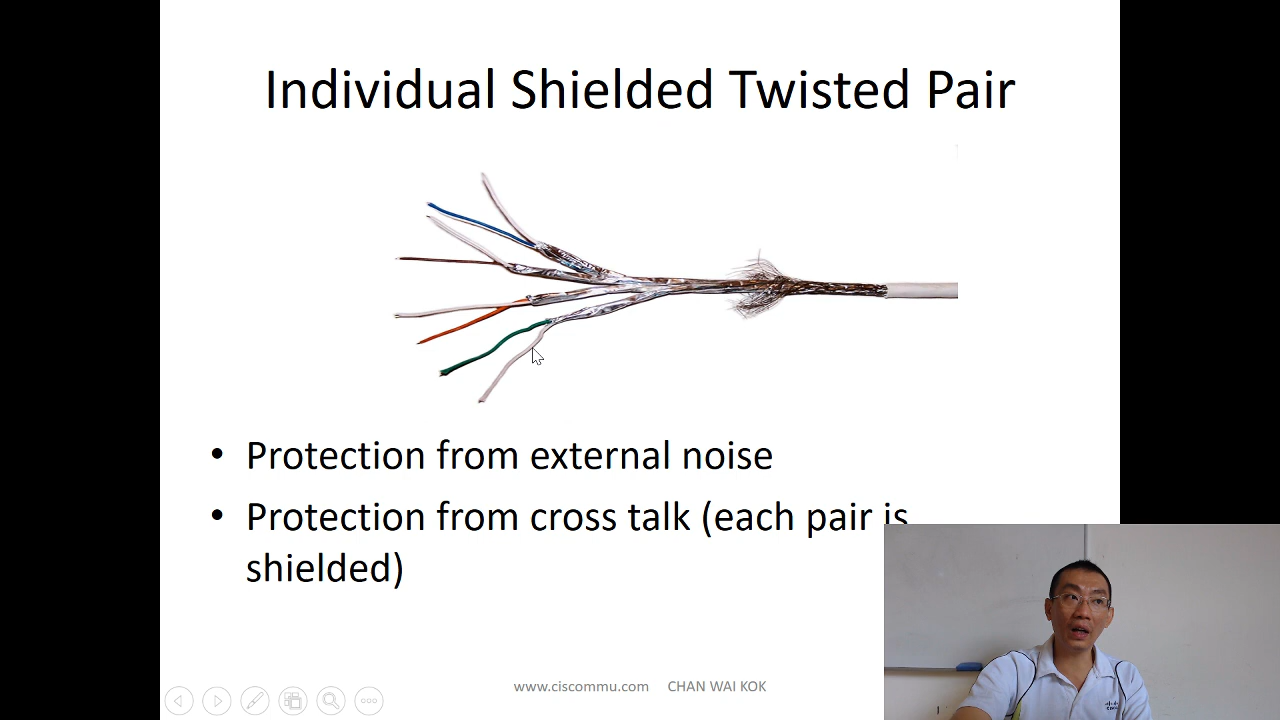 Individual Shielded Twisted Pair
• Protection from external noise
• Protection from cross talk (each pair is
shielded)
www.ciscommu.com CHAN WAI KOK